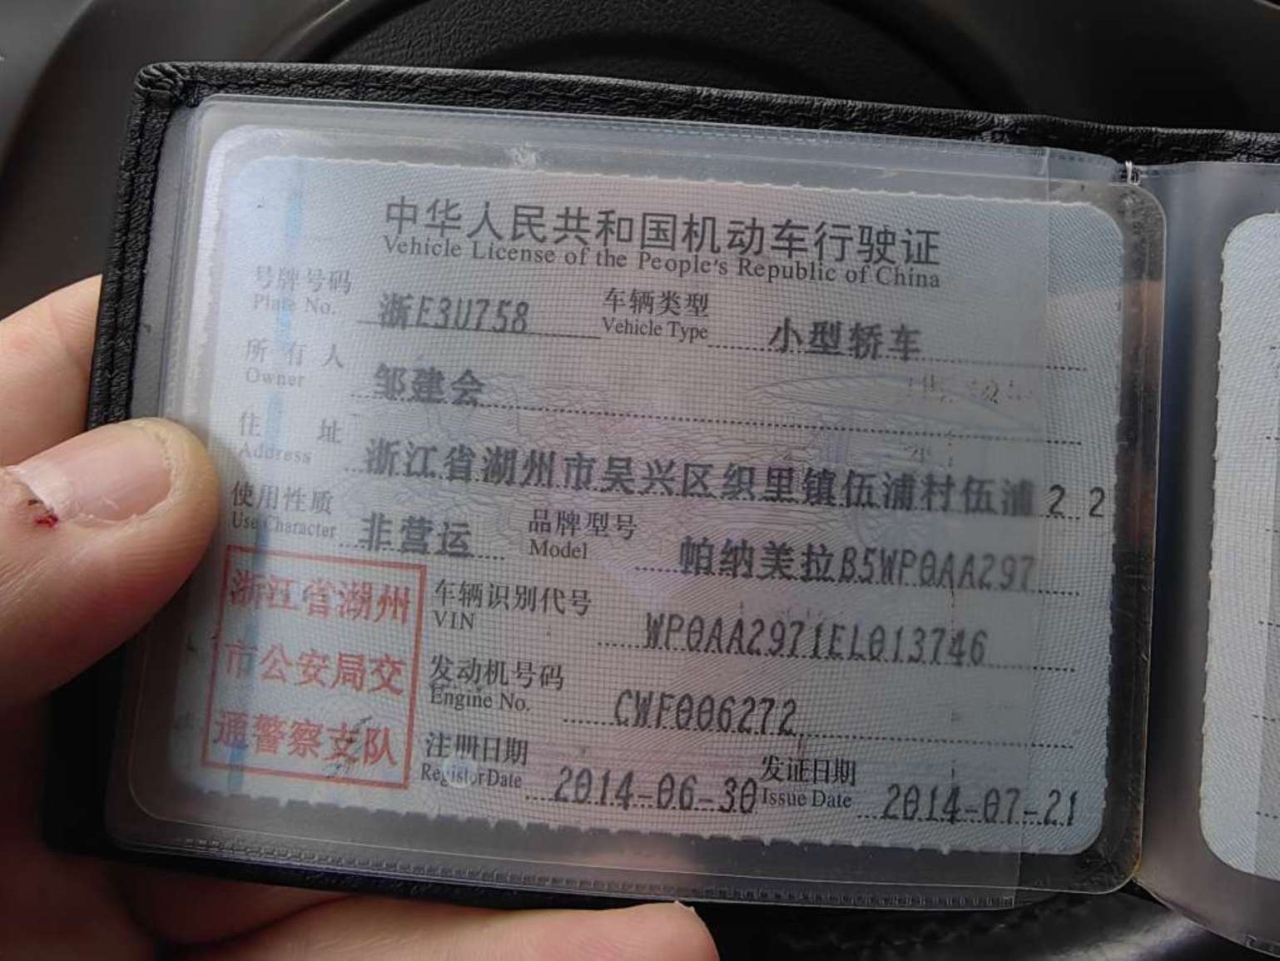 中华人民共和国机动车行驶证
Vehicle License of the People's Republic of China
号牌号码 浙E3U758 车辆类型 小型轿车
Plate No. Vehicle Type
所有人 邹建会
Owner
住址 浙江省湖州市吴兴区织里镇伍浦村伍浦22
Address
使用性质 非营运 品牌型号 帕纳美拉B5WP0AA297
Use Character Model
浙江省湖州
市公安局交
通警察支队
车辆识别代号 WP0AA2971EL013746
VIN
发动机号码 CWF006272
Engine No.
注册日期 2014-06-30 发证日期 2014-07-21
Register Date Issue Date